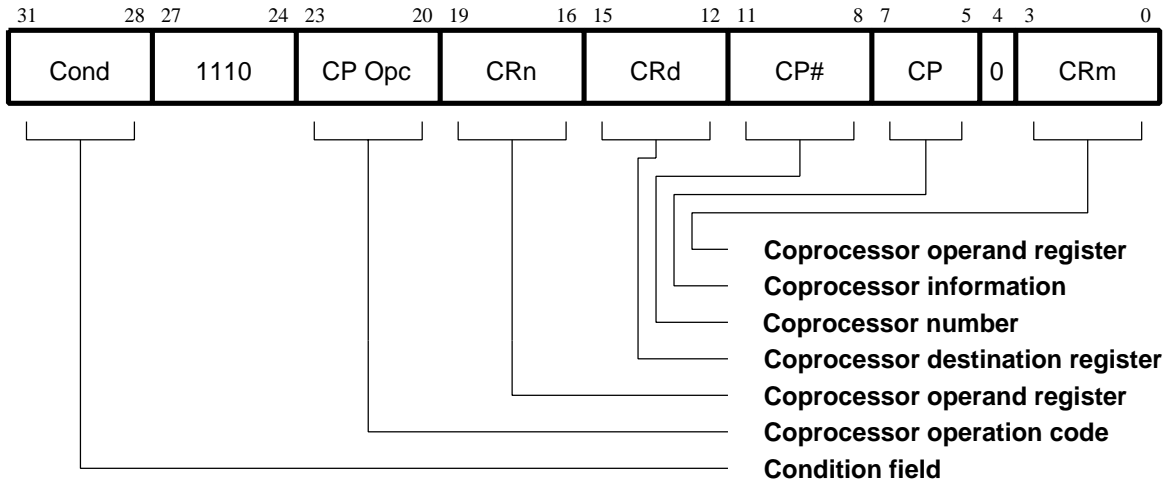 31 28 27 24 23 20 19 16 15 12 11 8 7 5 4 3 0
Cond 1110 CP Opc CRn CRd CP# CP 0 CRm
Coprocessor operand register
Coprocessor information
Coprocessor number
Coprocessor destination register
Coprocessor operand register
Coprocessor operation code
Condition field